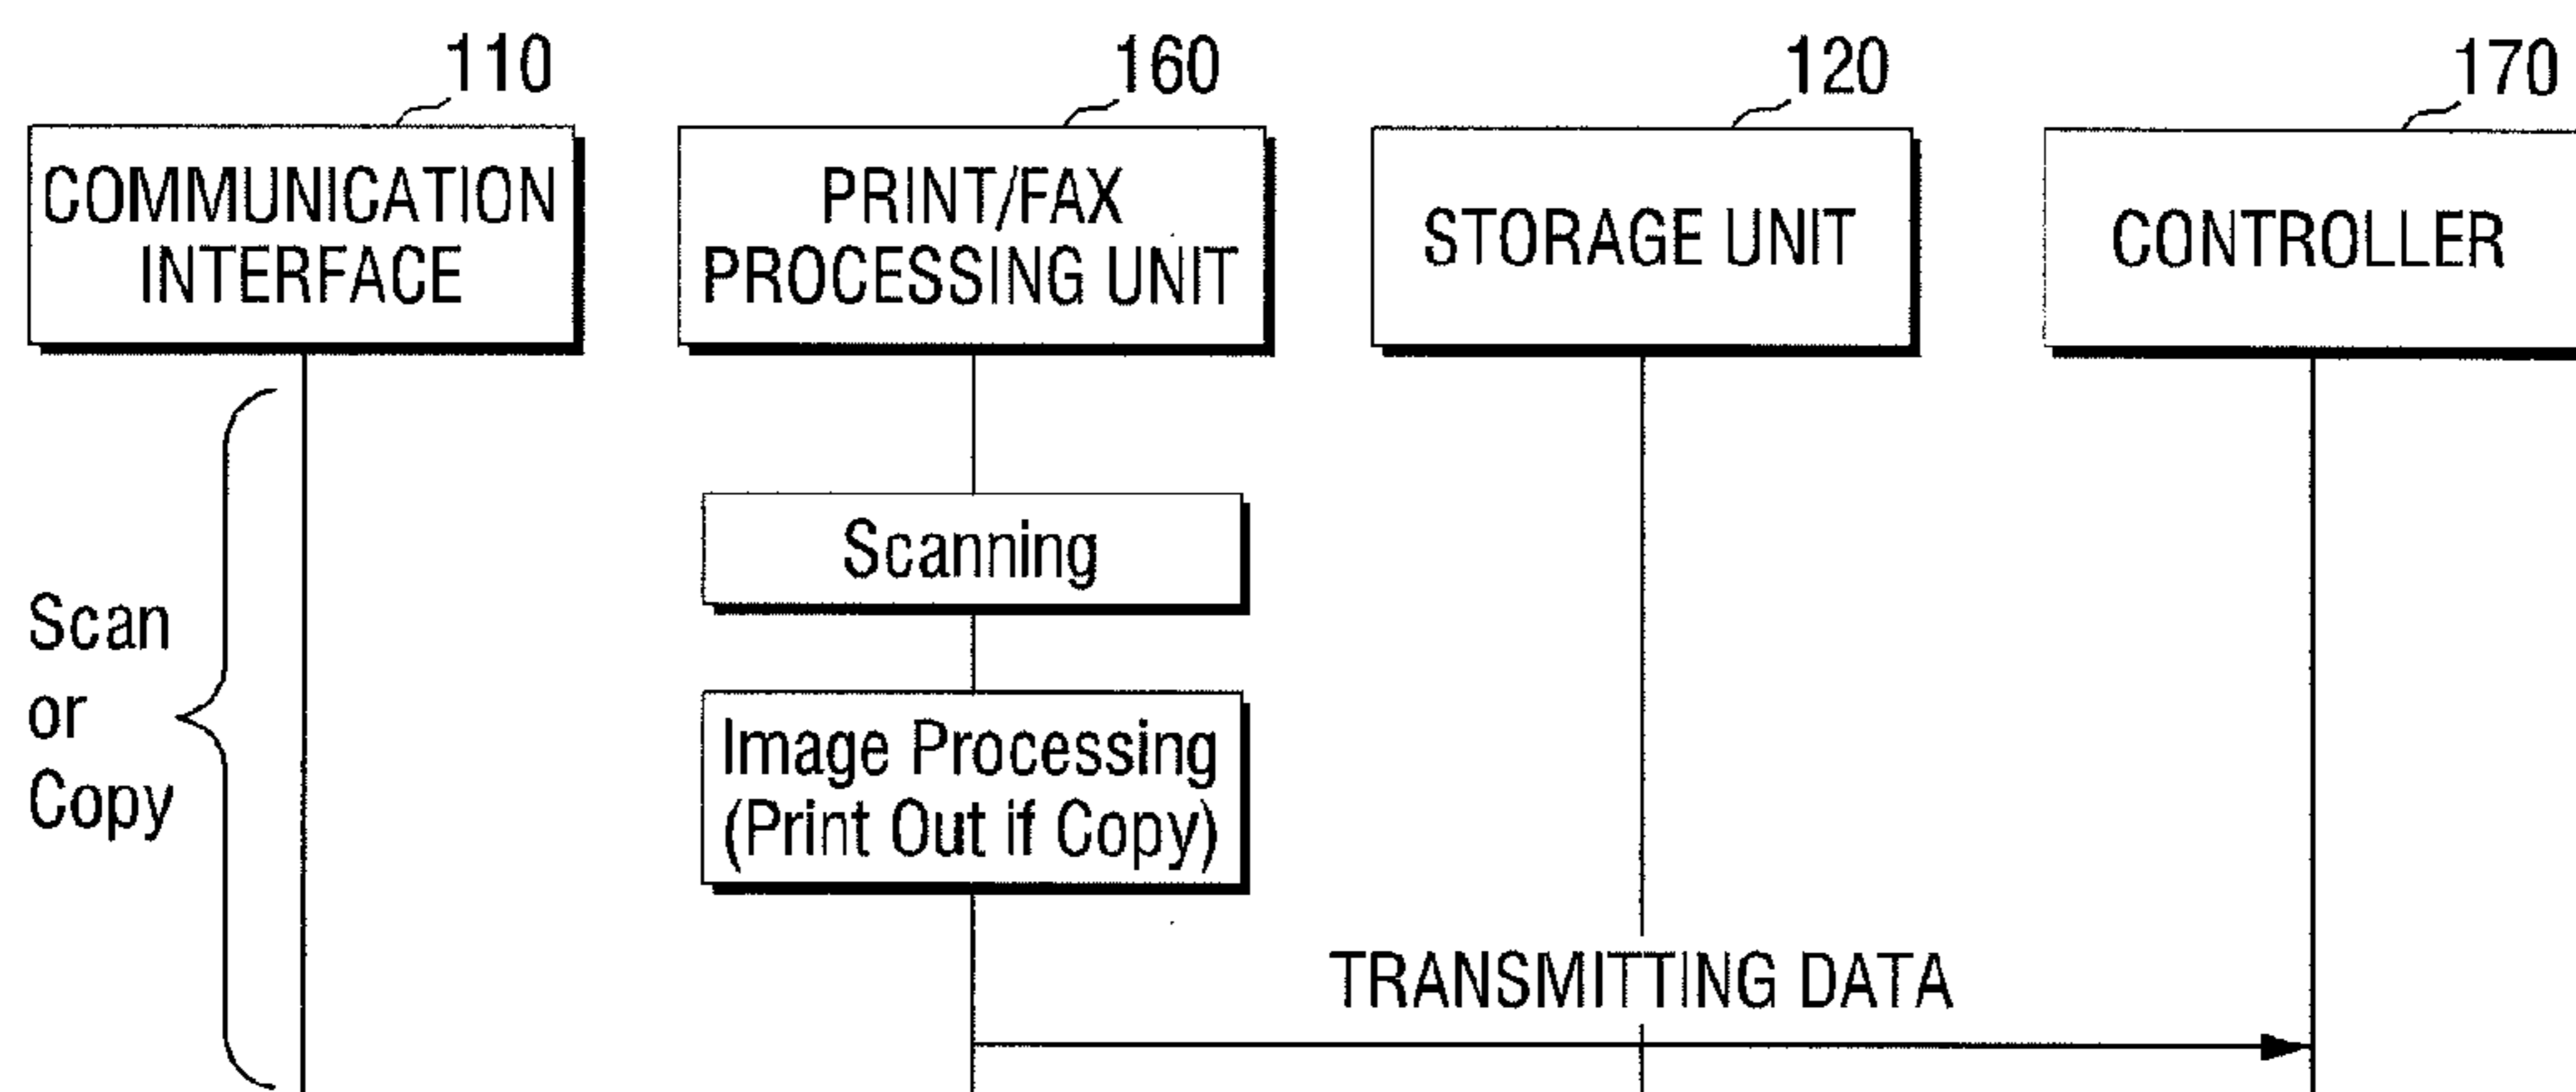 110
160
120
170
COMMUNICATION
INTERFACE
PRINT/FAX
PROCESSING UNIT
STORAGE UNIT
CONTROLLER
Scanning
Scan
or
Copy
Image Processing
(Print Out if Copy)
TRANSMITTING DATA